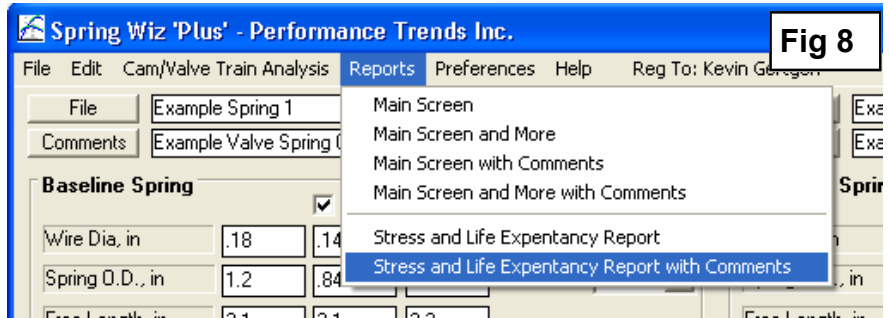 Spring Wiz 'Plus' - Performance Trends Inc.
Fig 8
File Edit Cam/Valve Train Analysis Reports Preferences Help Reg To: Kevin
File Example Spring 1
Comments Example Valve Spring
Main Screen
Main Screen and More
Main Screen with Comments
Main Screen and More with Comments
Stress and Life Expentancy Report
Stress and Life Expentancy Report with Comments
Baseline Spring
Wire Dia, in .18 .14
Spring O.D., in 1.2 .84
, in